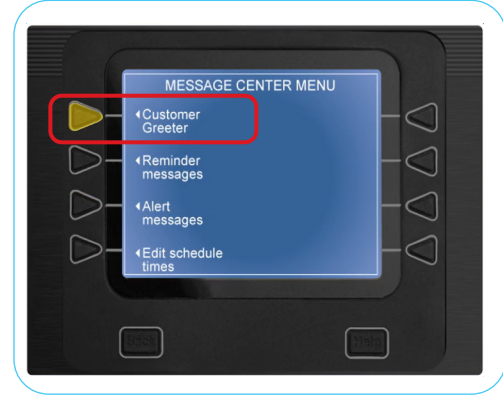 MESSAGE CENTER MENU
Customer
Greeter
Reminder
messages
Alert
messages
Edit schedule
times
Back
Help